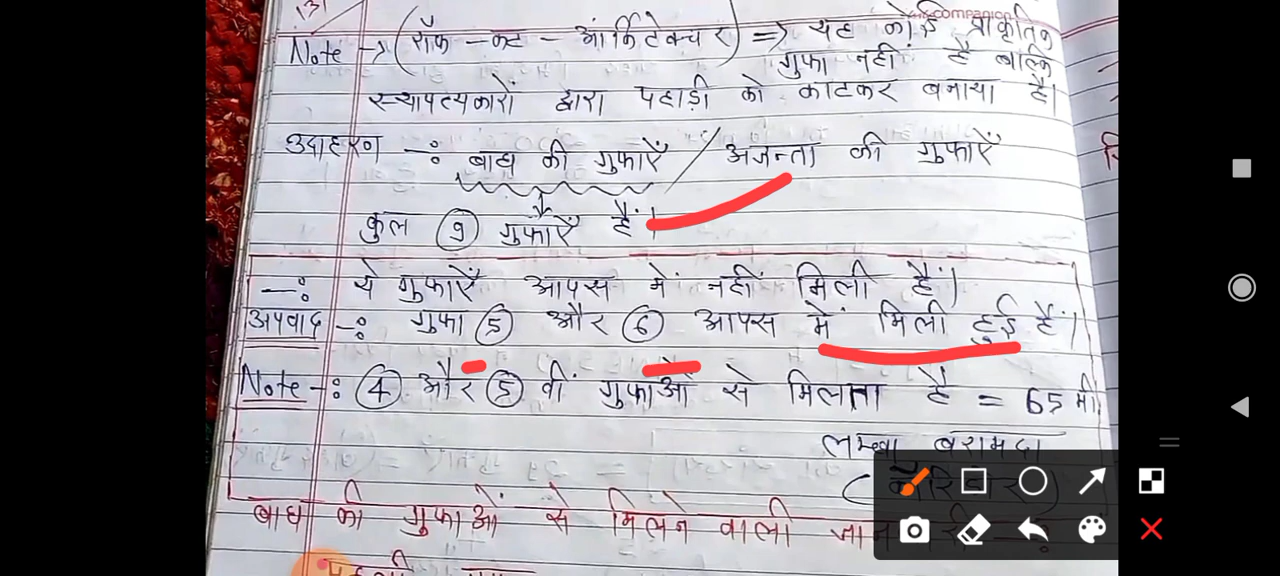 Note → (रॉक - कट - आर्किटेक्चर) => यह कोई प्राकृतिक
गुफा नहीं है बल्कि
स्थापत्यकारों द्वारा पहाड़ी को काटकर बनाया है।
उदाहरण -: बाघ की गुफाएँ / अजन्ता की गुफाएँ
कुल 9 गुफाएँ हैं।
-: ये गुफाएँ आपस में नहीं मिली हैं।
अपवाद -: गुफा 5 और 6 आपस में मिली हुई हैं।
Note -: 4 और 5 वीं गुफाओं से मिलता है = 65 मी
लम्बा बरामदा
बाघ की गुफाओं से मिलने वाली